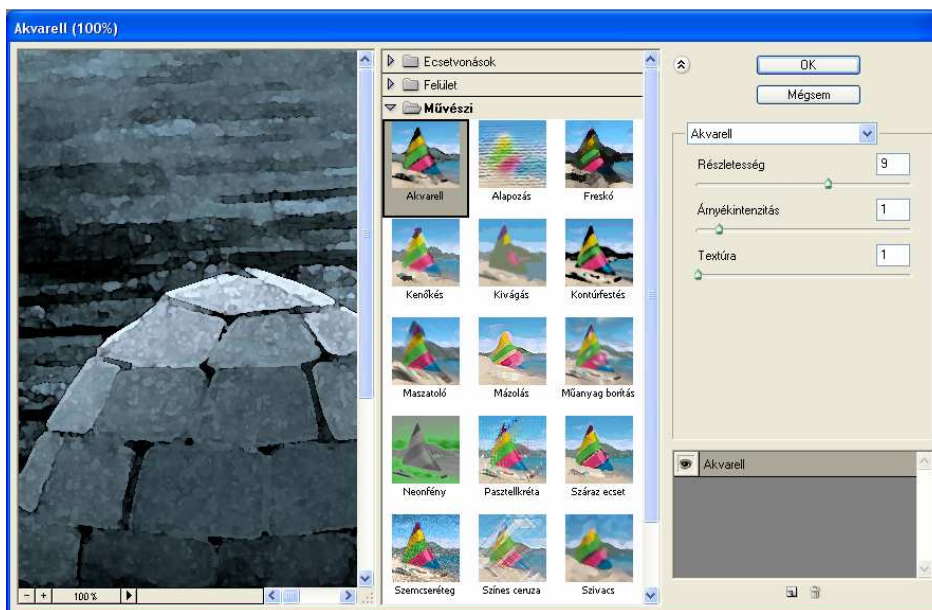 Akvarell (100%)
Ecsetvonások
Felület
Művészi
Akvarell
Alapozás
Freskó
Kenőkés
Kivágás
Kontúrfestés
Maszatoló
Mázolás
Műanyag borítás
Neonfény
Pasztellkréta
Száraz ecset
Szemcseréteg
Színes ceruza
Szivacs
100%
OK
Mégsem
Akvarell
Részletesség 9
Árnyékintenzitás 1
Textúra 1
Akvarell